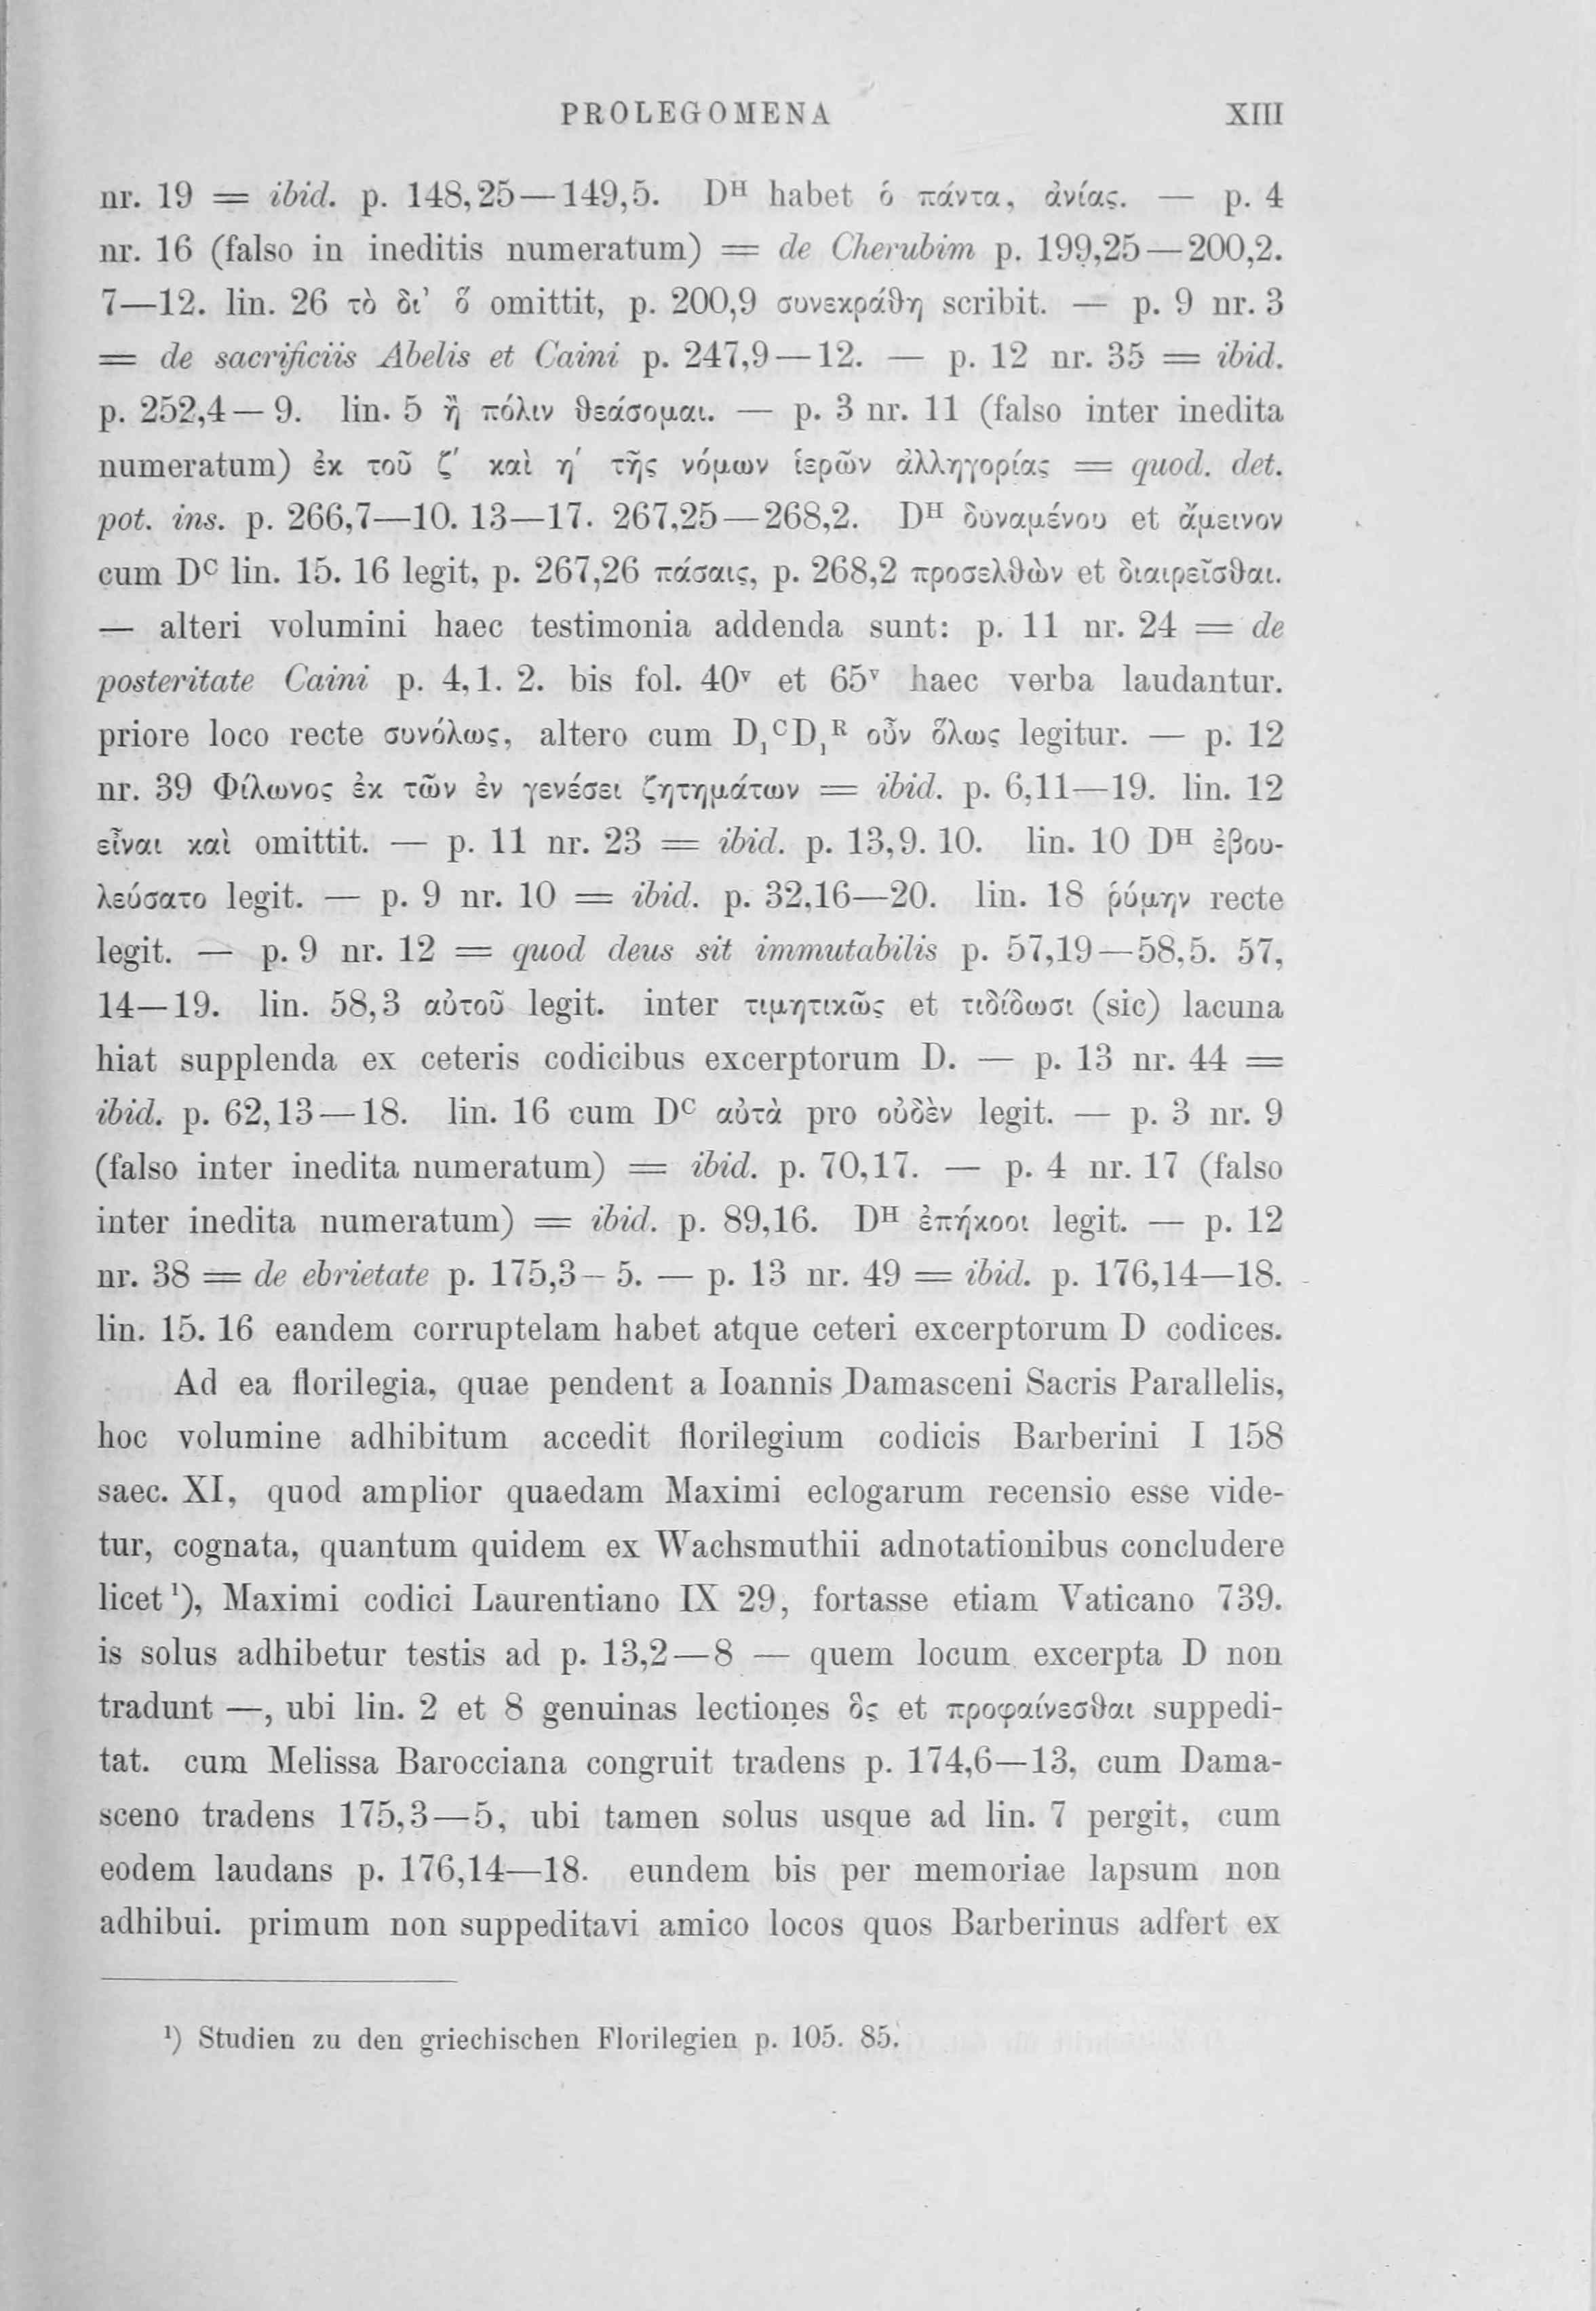 PROLEGOMENA XIII
nr. 19 = ibid. p. 148,25—149,5. Dᴴ habet ὁ πάντα, ἀνίας. — p. 4
nr. 16 (falso in ineditis numeratum) = de Cherubim p. 199,25—200,2.
7—12. lin. 26 τὸ δι’ ὅ omittit, p. 200,9 συνεκράθη scribit. — p. 9 nr. 3
= de sacrificiis Abelis et Caini p. 247,9—12. — p. 12 nr. 35 = ibid.
p. 252,4—9. lin. 5 ἢ πόλιν θεάσομαι. — p. 3 nr. 11 (falso inter inedita
numeratum) ἐκ τοῦ ζ′ καὶ η′ τῆς νόμων ἱερῶν ἀλληγορίας = quod. det.
pot. ins. p. 266,7—10. 13—17. 267,25—268,2. Dᴴ δυναμένου et ἄμεινον
cum Dᶜ lin. 15. 16 legit, p. 267,26 πάσαις, p. 268,2 προσελθὼν et διαιρεῖσθαι.
— alteri volumini haec testimonia addenda sunt: p. 11 nr. 24 = de
posteritate Caini p. 4,1. 2. bis fol. 40ᵛ et 65ᵛ haec verba laudantur.
priore loco recte συνόλως, altero cum D₁ᶜD₁ᴿ οὖν ὅλως legitur. — p. 12
nr. 39 Φίλωνος ἐκ τῶν ἐν γενέσει ζητημάτων = ibid. p. 6,11—19. lin. 12
εἶναι καὶ omittit. — p. 11 nr. 23 = ibid. p. 13,9. 10. lin. 10 Dᴴ ἐβου-
λεύσατο legit. — p. 9 nr. 10 = ibid. p. 32,16—20. lin. 18 ῥύμην recte
legit. — p. 9 nr. 12 = quod deus sit immutabilis p. 57,19—58,5. 57,
14—19. lin. 58,3 αὐτοῦ legit. inter τιμητικῶς et τιδίδωσι (sic) lacuna
hiat supplenda ex ceteris codicibus excerptorum D. — p. 13 nr. 44 =
ibid. p. 62,13—18. lin. 16 cum Dᶜ αὐτὰ pro οὐδὲν legit. — p. 3 nr. 9
(falso inter inedita numeratum) = ibid. p. 70,17. — p. 4 nr. 17 (falso
inter inedita numeratum) = ibid. p. 89,16. Dᴴ ἐπήκοοι legit. — p. 12
nr. 38 = de ebrietate p. 175,3—5. — p. 13 nr. 49 = ibid. p. 176,14—18.
lin. 15. 16 eandem corruptelam habet atque ceteri excerptorum D codices.
Ad ea florilegia, quae pendent a Ioannis Damasceni Sacris Parallelis,
hoc volumine adhibitum accedit florilegium codicis Barberini I 158
saec. XI, quod amplior quaedam Maximi eclogarum recensio esse vide-
tur, cognata, quantum quidem ex Wachsmuthii adnotationibus concludere
licet¹), Maximi codici Laurentiano IX 29, fortasse etiam Vaticano 739.
is solus adhibetur testis ad p. 13,2—8 — quem locum excerpta D non
tradunt —, ubi lin. 2 et 8 genuinas lectiones ὃς et προφαίνεσθαι suppedi-
tat. cum Melissa Barocciana congruit tradens p. 174,6—13, cum Dama-
sceno tradens 175,3—5, ubi tamen solus usque ad lin. 7 pergit, cum
eodem laudans p. 176,14—18. eundem bis per memoriae lapsum non
adhibui. primum non suppeditavi amico locos quos Barberinus adfert ex
¹) Studien zu den griechischen Florilegien p. 105. 85.